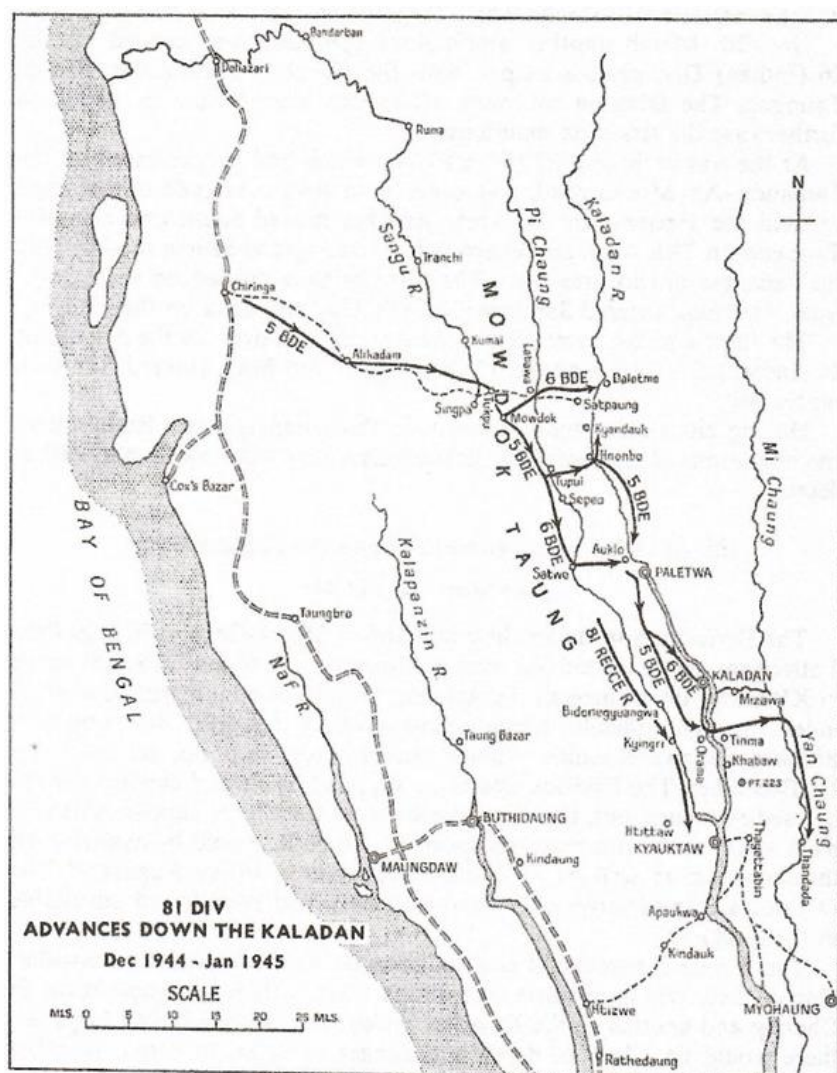 Bandarban
Dohazari
Ruma
Sangu R.
Tranchi
MOWDOK TAUNG
Pi Chaung
Kaladan R.
N
Chiringa
5 BDE
Alikadam
Kumai
Singpa
Labawa
6 BDE
Baletme
Satpaung
Mowdok
Kyandauk
Hnonbo
5 BDE
5 BDE
Tupui
Sepeo
6 BDE
Satwe
Auklo
PALETWA
Mi Chaung
Cox's Bazar
BAY OF BENGAL
Kalapanzin R.
Taungbro
Naf R.
81 RECCE R
5 BDE
6 BDE
KALADAN
Mizawa
Bidonegyuangwa
Kyingri
Orama
Tinma
Khabaw
Yan Chaung
Taung Bazar
BUTHIDAUNG
Htittaw
KYAUKTAW
Thayettabin
Thandada
MAUNGDAW
Kindaung
Apaukwa
Kindauk
MYOHAUNG
Htizwe
Rathedaung
81 DIV
ADVANCES DOWN THE KALADAN
Dec 1944 - Jan 1945
SCALE
MLS. 0 5 10 15 20 25 MLS.